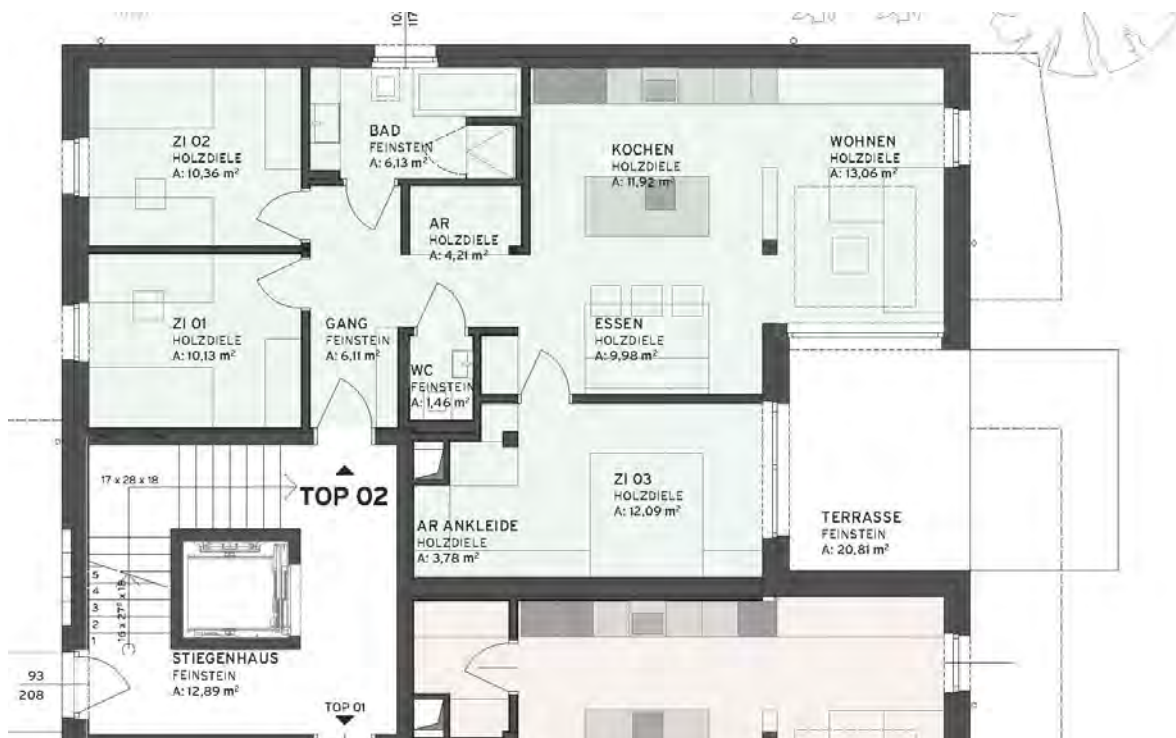 ZI 02
HOLZDIELE
A: 10,36 m²
BAD
FEINSTEIN
A: 6,13 m²
KOCHEN
HOLZDIELE
A: 11,92 m²
WOHNEN
HOLZDIELE
A: 13,06 m²
AR
HOLZDIELE
A: 4,21 m²
ZI 01
HOLZDIELE
A: 10,13 m²
GANG
FEINSTEIN
A: 6,11 m²
WC
FEINSTEIN
A: 1,46 m²
ESSEN
HOLZDIELE
A: 9,98 m²
17 x 28 x 18
TOP 02
ZI 03
HOLZDIELE
A: 12,09 m²
AR ANKLEIDE
HOLZDIELE
A: 3,78 m²
TERRASSE
FEINSTEIN
A: 20,81 m²
5
4
3
2
1
16 x 27⁵ x 18
STIEGENHAUS
FEINSTEIN
A: 12,89 m²
93
208
TOP 01